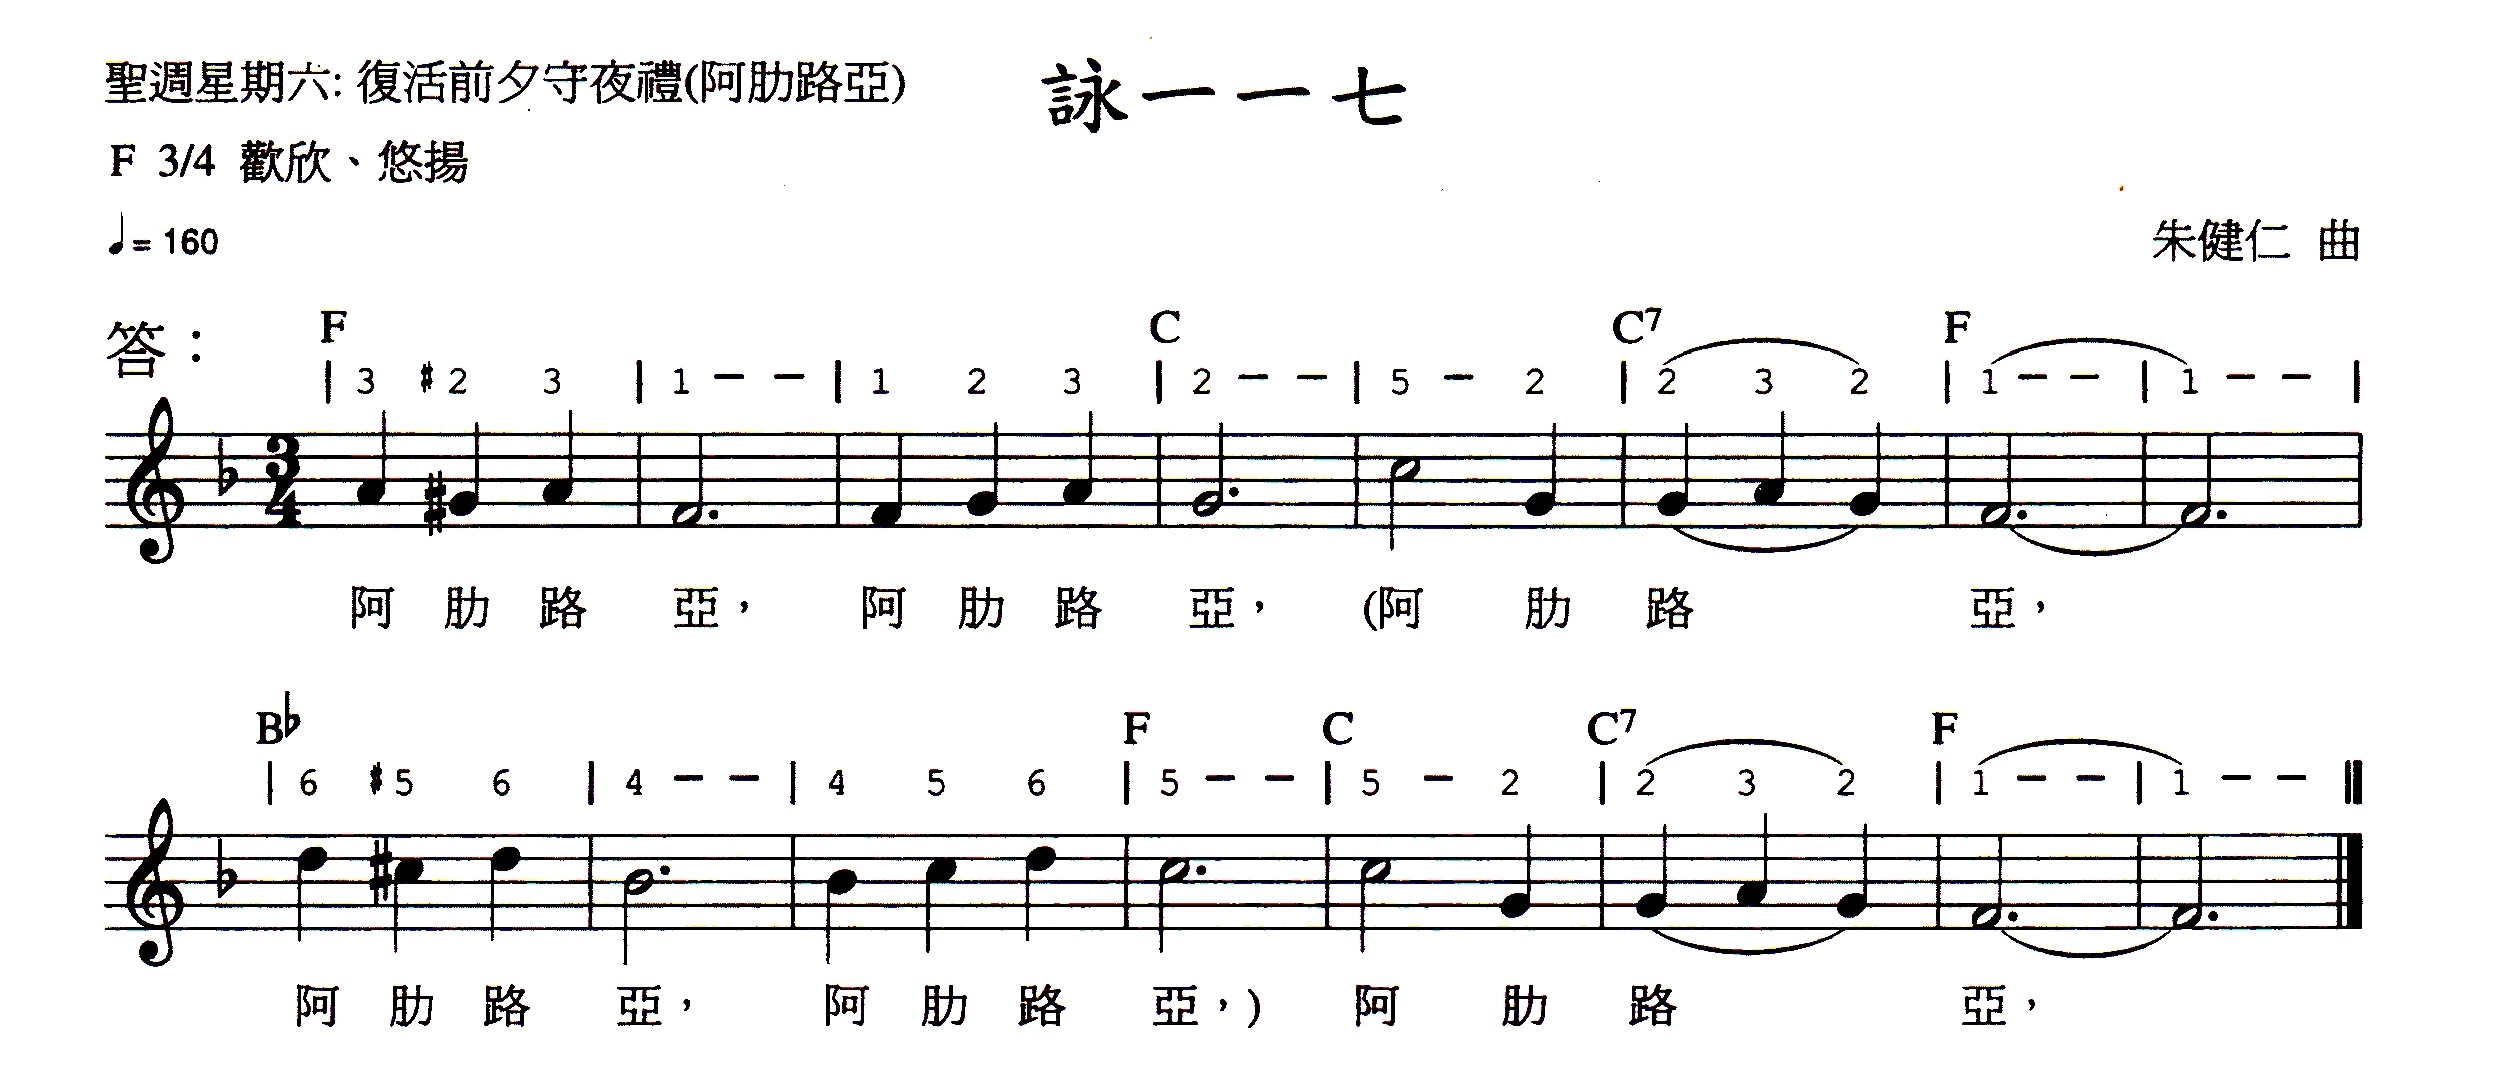 聖週星期六: 復活前夕守夜禮(阿肋路亞)
詠一一七
F 3/4 歡欣、悠揚
♩= 160
朱健仁 曲
答：
F C C7 F
| 3 #2 3 | 1 – – | 1 2 3 | 2 – – | 5 – 2 | 2 3 2 | 1 – – | 1 – – |
3/4
阿 肋 路 亞， 阿 肋 路 亞， (阿 肋 路 亞，
B♭ F C C7 F
| 6 #5 6 | 4 – – | 4 5 6 | 5 – – | 5 – 2 | 2 3 2 | 1 – – | 1 – – ‖
阿 肋 路 亞， 阿 肋 路 亞，) 阿 肋 路 亞，